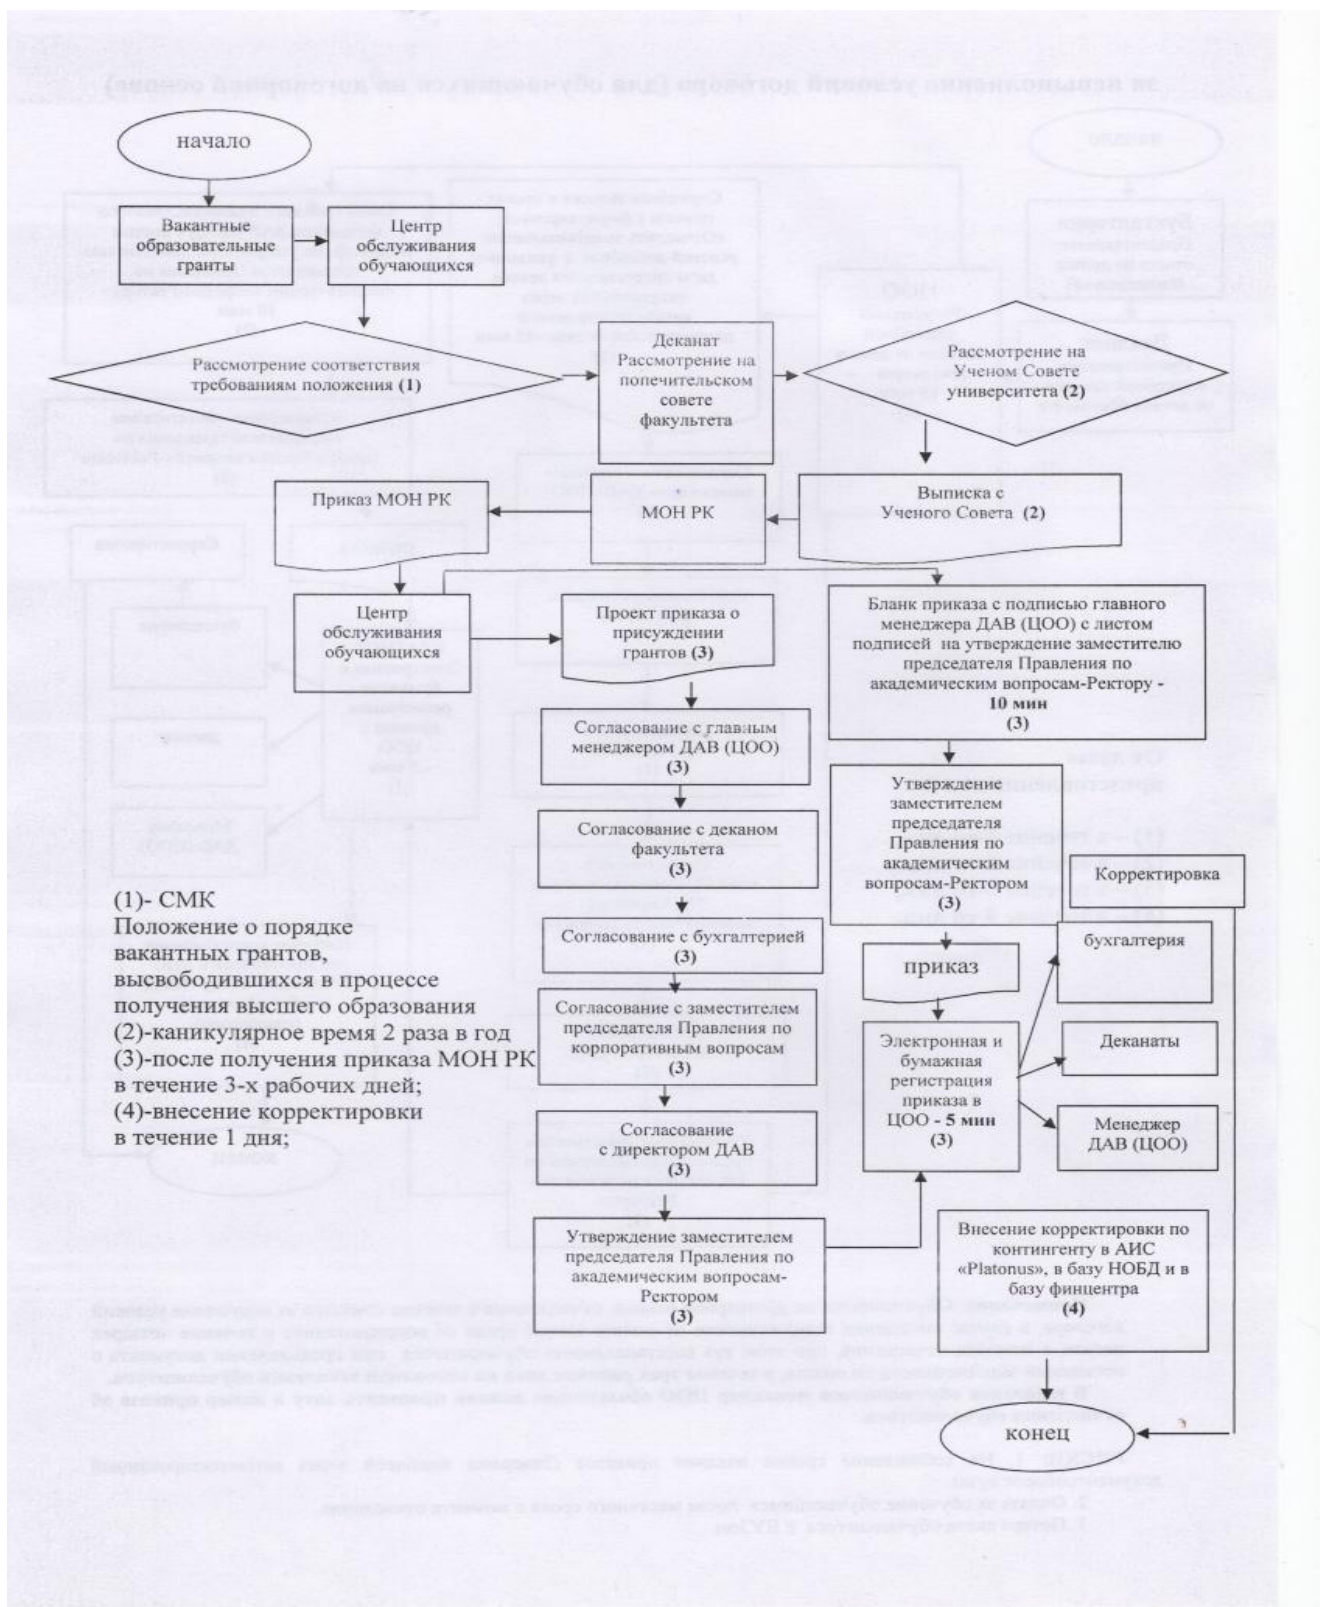 начало
Вакантные
образовательные
гранты
Центр
обслуживания
обучающихся
Рассмотрение соответствия
требованиям положения (1)
Деканат
Рассмотрение на
попечительском
совете
факультета
Рассмотрение на
Ученом Совете
университета (2)
Приказ МОН РК
МОН РК
Выписка с
Ученого Совета (2)
Центр
обслуживания
обучающихся
Проект приказа о
присуждении
грантов (3)
Бланк приказа с подписью главного
менеджера ДАВ (ЦОО) с листом
подписей на утверждение заместителю
председателя Правления по
академическим вопросам-Ректору -
10 мин
(3)
Согласование с главным
менеджером ДАВ (ЦОО)
(3)
Утверждение
заместителем
председателя
Правления по
академическим
вопросам-Ректором
(3)
Согласование с деканом
факультета
(3)
Корректировка
(1)- СМК
Положение о порядке
вакантных грантов,
высвободившихся в процессе
получения высшего образования
(2)-каникулярное время 2 раза в год
(3)-после получения приказа МОН РК
в течение 3-х рабочих дней;
(4)-внесение корректировки
в течение 1 дня;
Согласование с бухгалтерией
(3)
приказ
бухгалтерия
Согласование с заместителем
председателя Правления по
корпоративным вопросам
(3)
Электронная и
бумажная
регистрация
приказа в
ЦОО - 5 мин
(3)
Деканаты
Менеджер
ДАВ (ЦОО)
Согласование
с директором ДАВ
(3)
Утверждение заместителем
председателя Правления по
академическим вопросам-
Ректором
(3)
Внесение корректировки по
контингенту в АИС
«Platonus», в базу НОБД и в
базу финцентра
(4)
конец